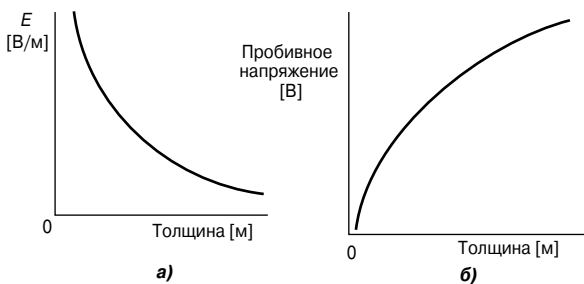 E
[В/м]
0
Толщина [м]
а)
Пробивное
напряжение
[В]
0
Толщина [м]
б)